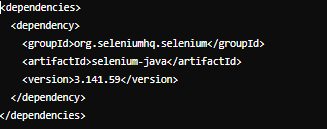 <dependencies>
  <dependency>
    <groupId>org.seleniumhq.selenium</groupId>
    <artifactId>selenium-java</artifactId>
    <version>3.141.59</version>
  </dependency>
</dependencies>